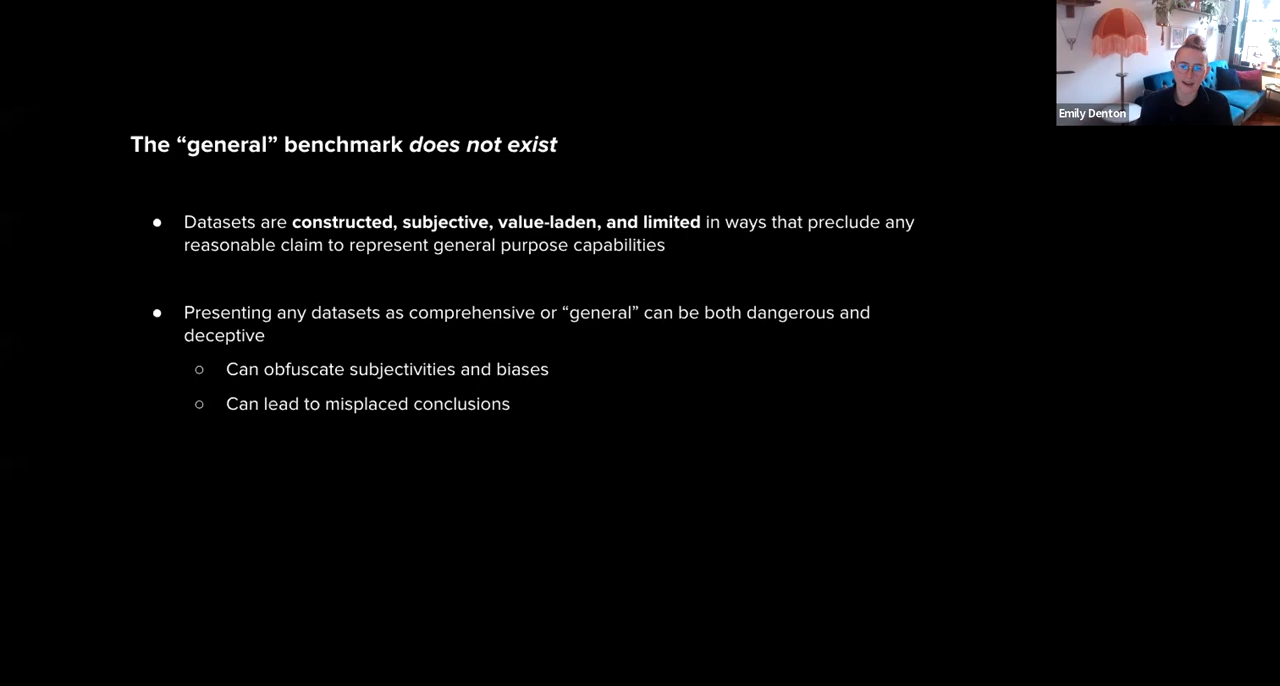 Emily Denton
The “general” benchmark does not exist
● Datasets are constructed, subjective, value-laden, and limited in ways that preclude any
reasonable claim to represent general purpose capabilities
● Presenting any datasets as comprehensive or “general” can be both dangerous and
deceptive
○ Can obfuscate subjectivities and biases
○ Can lead to misplaced conclusions